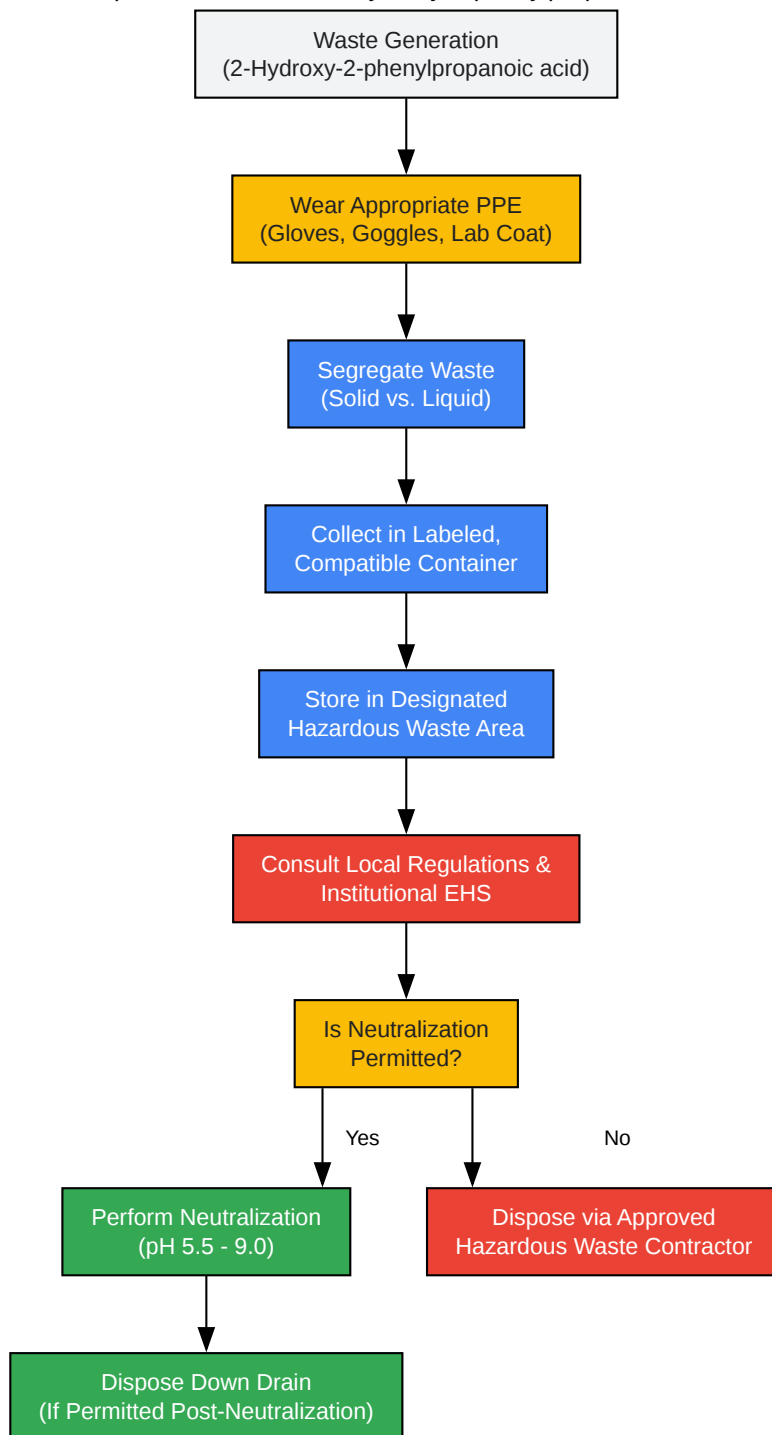 Waste Generation
(2-Hydroxy-2-phenylpropanoic acid)
Wear Appropriate PPE
(Gloves, Goggles, Lab Coat)
Segregate Waste
(Solid vs. Liquid)
Collect in Labeled,
Compatible Container
Store in Designated
Hazardous Waste Area
Consult Local Regulations &
Institutional EHS
Is Neutralization
Permitted?
Yes
No
Perform Neutralization
(pH 5.5 - 9.0)
Dispose via Approved
Hazardous Waste Contractor
Dispose Down Drain
(If Permitted Post-Neutralization)